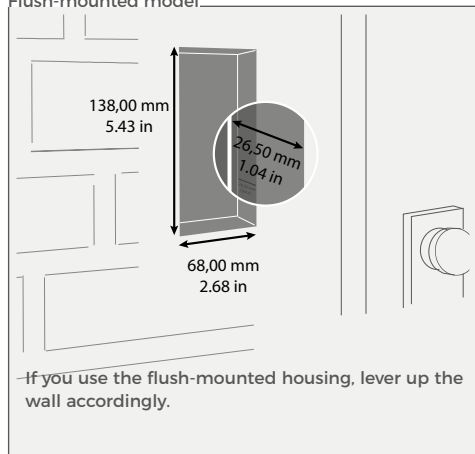 Flush-mounted model
138,00 mm
5.43 in
26,50 mm
1.04 in
68,00 mm
2.68 in
If you use the flush-mounted housing, lever up the
wall accordingly.